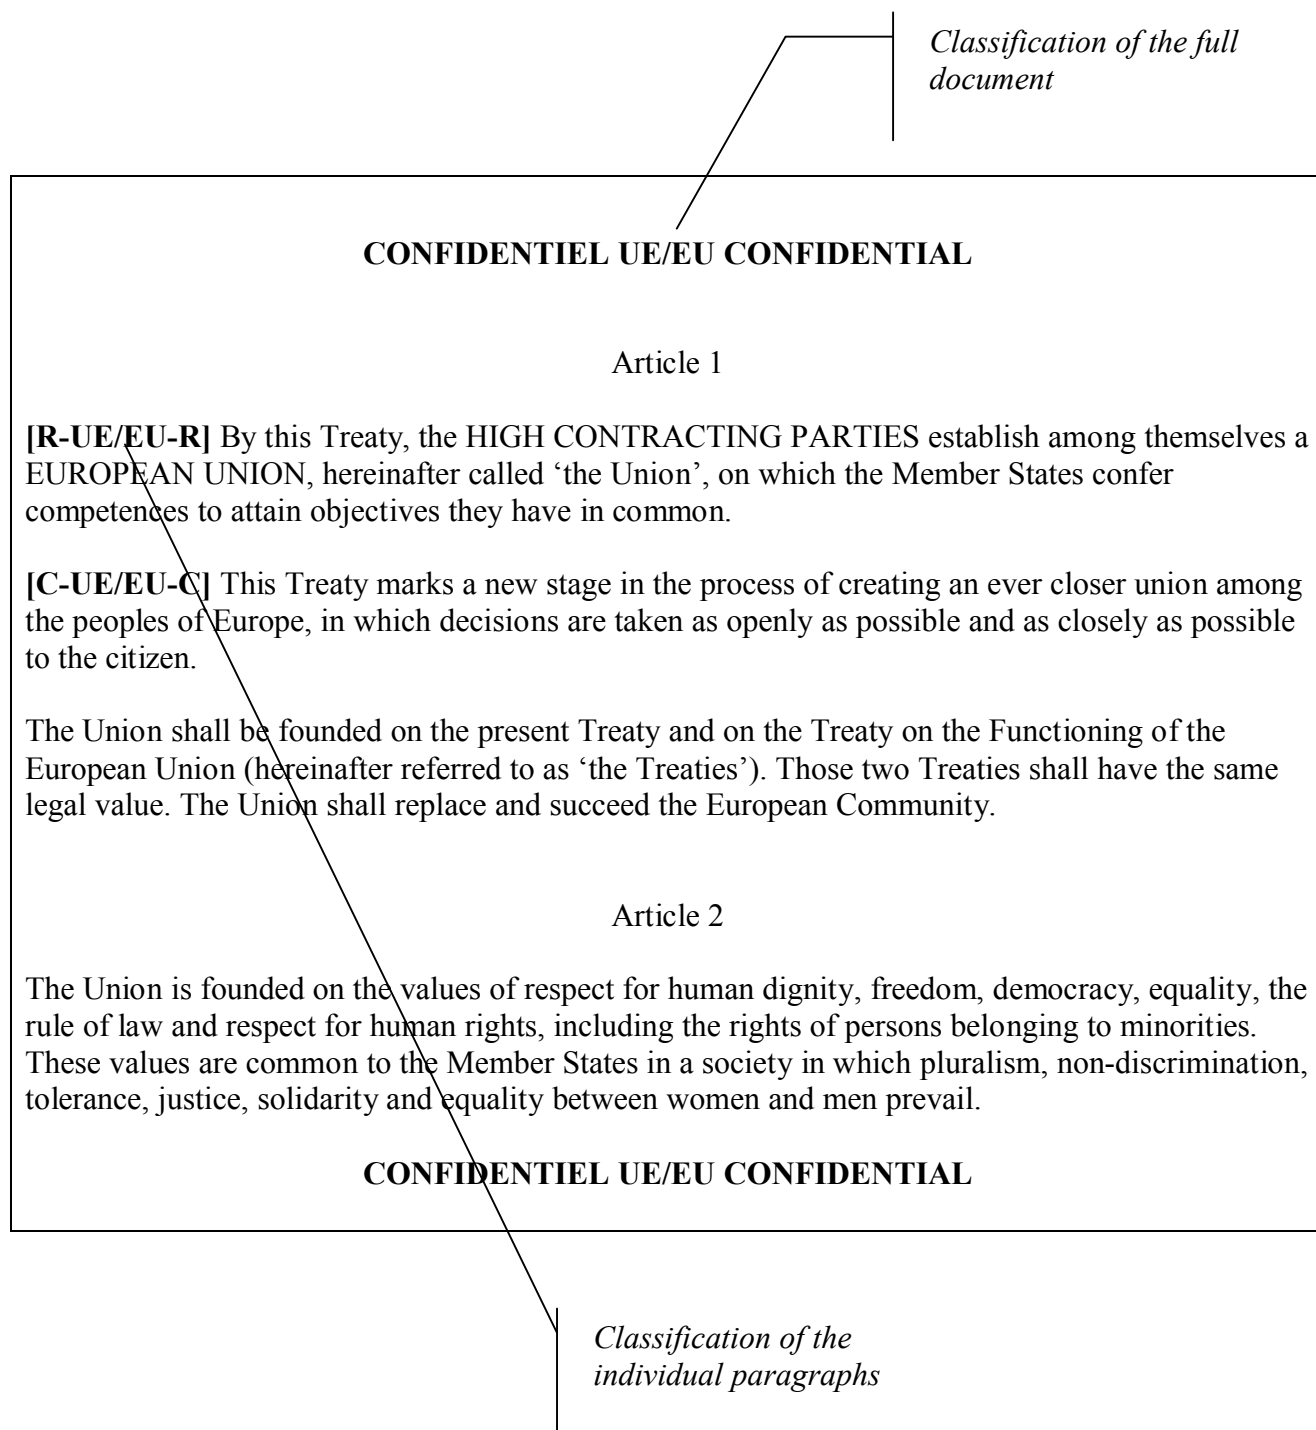 Classification of the full
document
CONFIDENTIEL UE/EU CONFIDENTIAL
Article 1
[R-UE/EU-R] By this Treaty, the HIGH CONTRACTING PARTIES establish among themselves a
EUROPEAN UNION, hereinafter called ‘the Union’, on which the Member States confer
competences to attain objectives they have in common.
[C-UE/EU-C] This Treaty marks a new stage in the process of creating an ever closer union among
the peoples of Europe, in which decisions are taken as openly as possible and as closely as possible
to the citizen.
The Union shall be founded on the present Treaty and on the Treaty on the Functioning of the
European Union (hereinafter referred to as ‘the Treaties’). Those two Treaties shall have the same
legal value. The Union shall replace and succeed the European Community.
Article 2
The Union is founded on the values of respect for human dignity, freedom, democracy, equality, the
rule of law and respect for human rights, including the rights of persons belonging to minorities.
These values are common to the Member States in a society in which pluralism, non-discrimination,
tolerance, justice, solidarity and equality between women and men prevail.
CONFIDENTIEL UE/EU CONFIDENTIAL
Classification of the
individual paragraphs